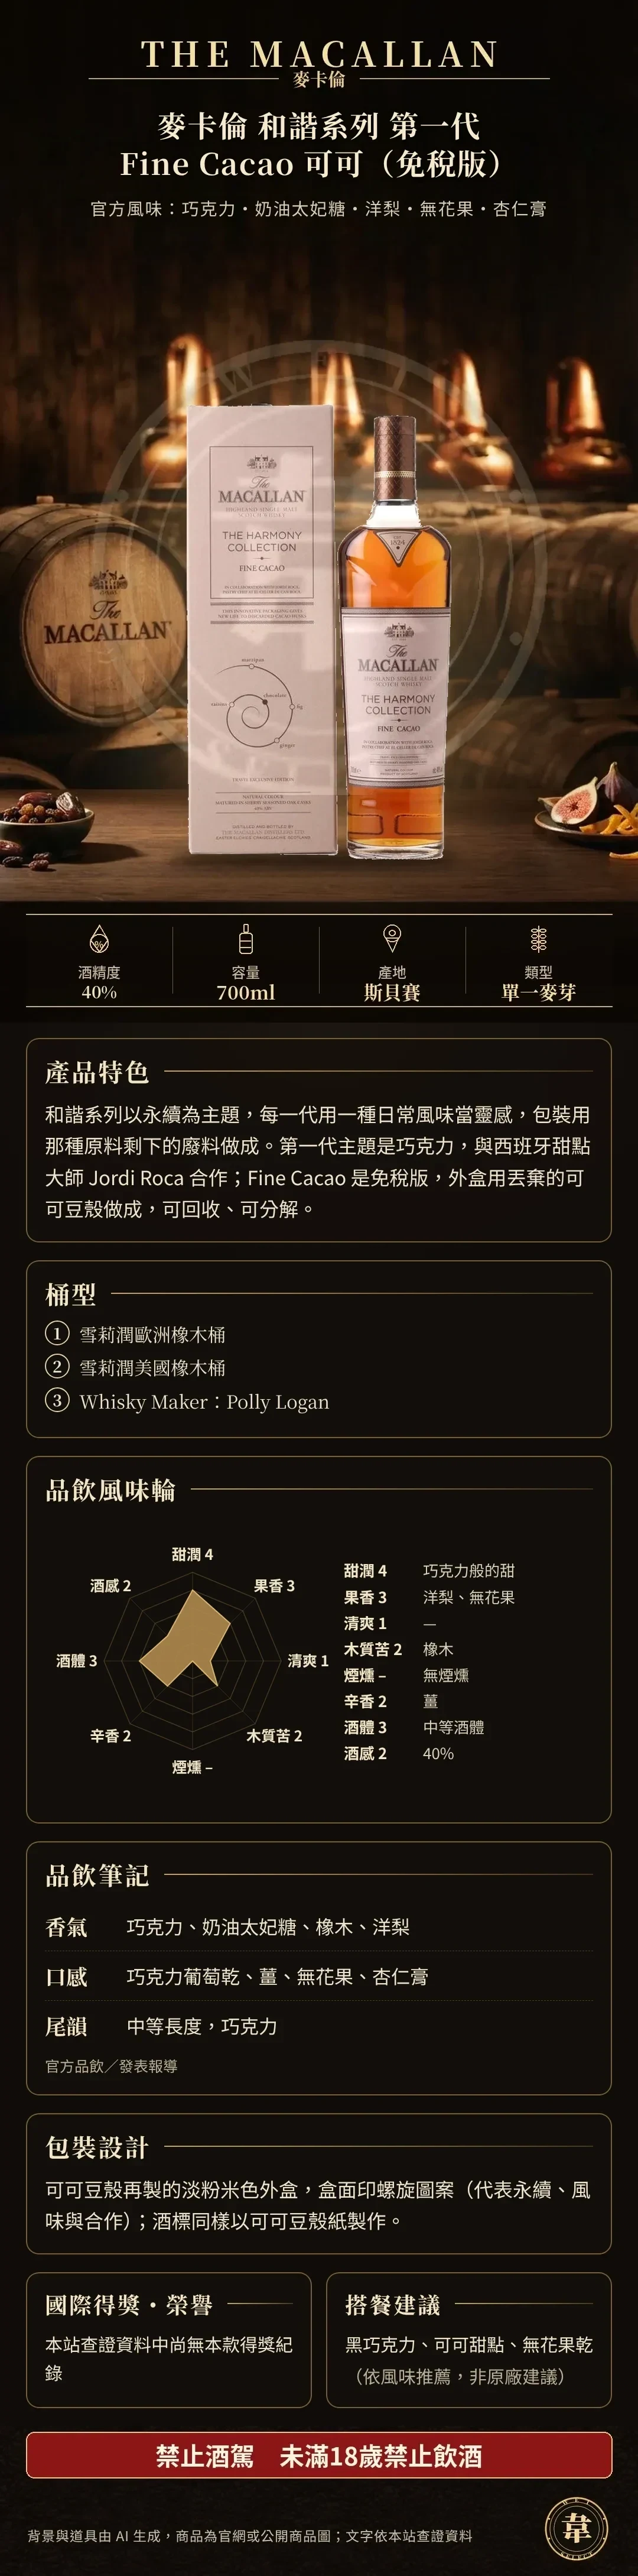 THE MACALLAN
麥卡倫
麥卡倫 和諧系列 第一代
Fine Cacao 可可（免稅版）
官方風味：巧克力・奶油太妃糖・洋梨・無花果・杏仁膏
The
MACALLAN
HIGHLAND SINGLE MALT
SCOTCH WHISKY
THE HARMONY
COLLECTION
FINE CACAO
marzipan
chocolate
fig
ginger
TRAVEL EXCLUSIVE EDITION
NATURAL COLOUR
The
MACALLAN
The
MACALLAN
HIGHLAND SINGLE MALT
SCOTCH WHISKY
THE HARMONY
COLLECTION
FINE CACAO
酒精度
40%
容量
700ml
產地
斯貝賽
類型
單一麥芽
產品特色
和諧系列以永續為主題，每一代用一種日常風味當靈感，包裝用
那種原料剩下的廢料做成。第一代主題是巧克力，與西班牙甜點
大師 Jordi Roca 合作；Fine Cacao 是免稅版，外盒用丟棄的可
可豆殼做成，可回收、可分解。
桶型
1 雪莉潤歐洲橡木桶
2 雪莉潤美國橡木桶
3 Whisky Maker：Polly Logan
品飲風味輪
甜潤 4
果香 3
清爽 1
木質苦 2
煙燻 –
辛香 2
酒體 3
酒感 2
甜潤 4 巧克力般的甜
果香 3 洋梨、無花果
清爽 1 —
木質苦 2 橡木
煙燻 – 無煙燻
辛香 2 薑
酒體 3 中等酒體
酒感 2 40%
品飲筆記
香氣 巧克力、奶油太妃糖、橡木、洋梨
口感 巧克力葡萄乾、薑、無花果、杏仁膏
尾韻 中等長度，巧克力
官方品飲／發表報導
包裝設計
可可豆殼再製的淡粉米色外盒，盒面印螺旋圖案（代表永續、風
味與合作）；酒標同樣以可可豆殼紙製作。
國際得獎・榮譽
本站查證資料中尚無本款得獎紀
錄
搭餐建議
黑巧克力、可可甜點、無花果乾
（依風味推薦，非原廠建議）
禁止酒駕 未滿18歲禁止飲酒
背景與道具由 AI 生成，商品為官網或公開商品圖；文字依本站查證資料
韋